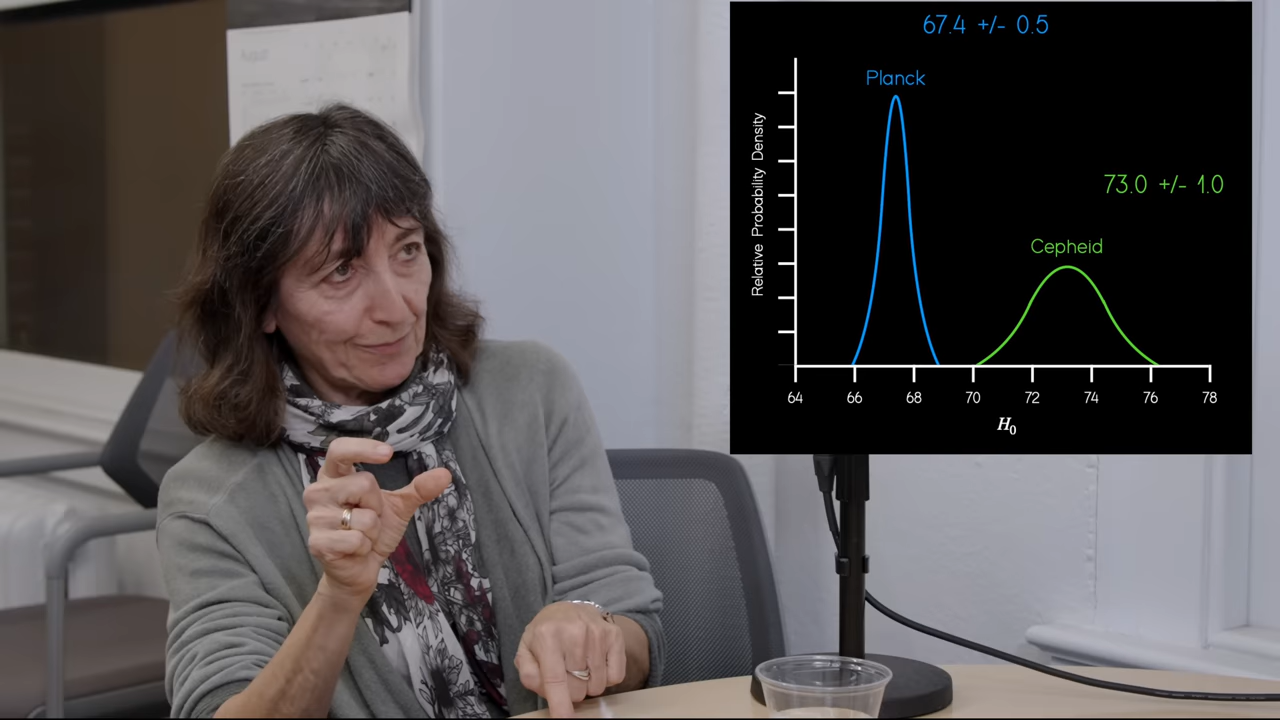 August
67.4 +/- 0.5
Planck
Relative Probability Density
73.0 +/- 1.0
Cepheid
64 66 68 70 72 74 76 78
H₀